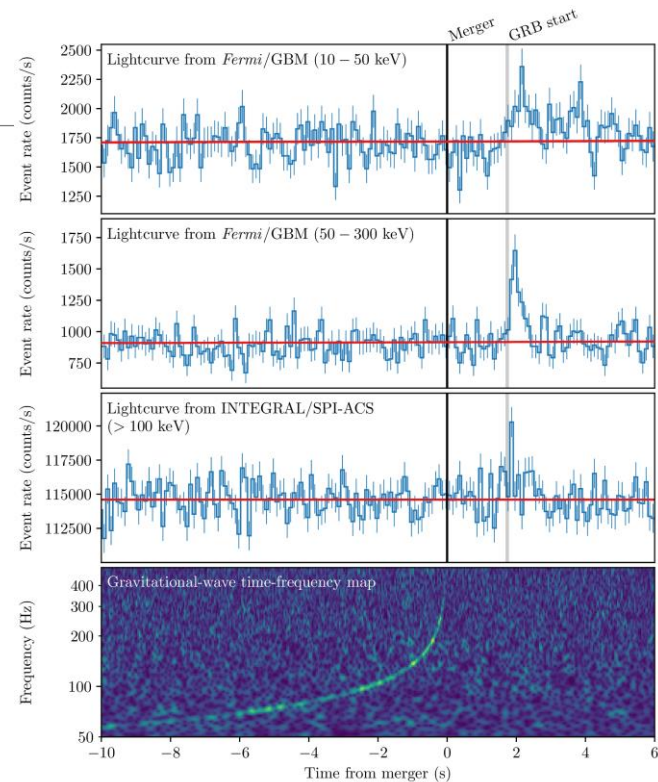 Merger
GRB start
Lightcurve from Fermi/GBM (10 − 50 keV)
Event rate (counts/s)
2500
2250
2000
1750
1500
1250
Lightcurve from Fermi/GBM (50 − 300 keV)
Event rate (counts/s)
1750
1500
1250
1000
750
Lightcurve from INTEGRAL/SPI-ACS
(> 100 keV)
Event rate (counts/s)
120000
117500
115000
112500
Gravitational-wave time-frequency map
Frequency (Hz)
400
300
200
100
50
−10 −8 −6 −4 −2 0 2 4 6
Time from merger (s)